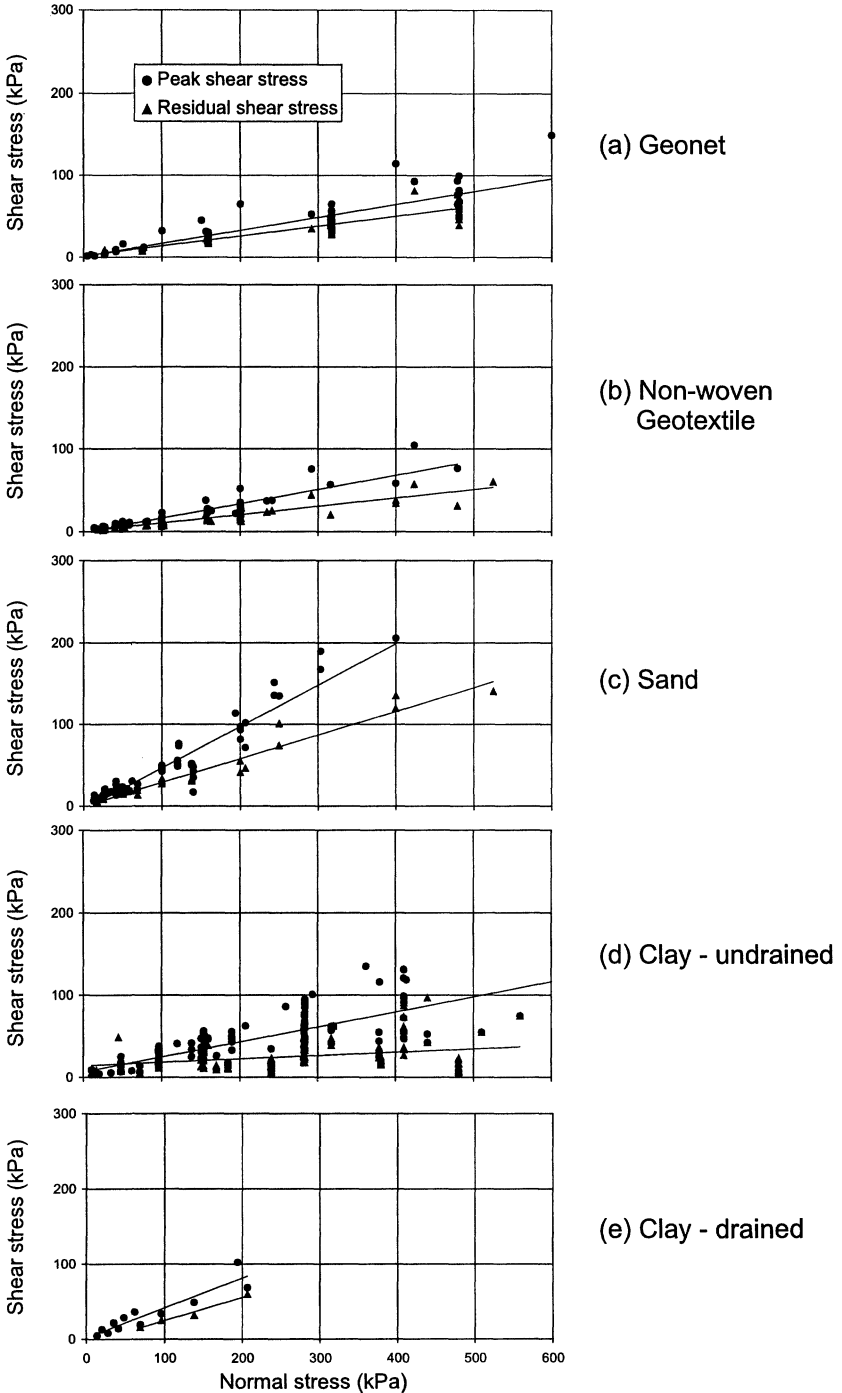 300
200
100
0
Shear stress (kPa)
Peak shear stress
Residual shear stress
(a) Geonet
300
200
100
0
Shear stress (kPa)
(b) Non-woven
Geotextile
300
200
100
0
Shear stress (kPa)
(c) Sand
300
200
100
0
Shear stress (kPa)
(d) Clay - undrained
300
200
100
0
Shear stress (kPa)
(e) Clay - drained
0 100 200 300 400 500 600
Normal stress (kPa)